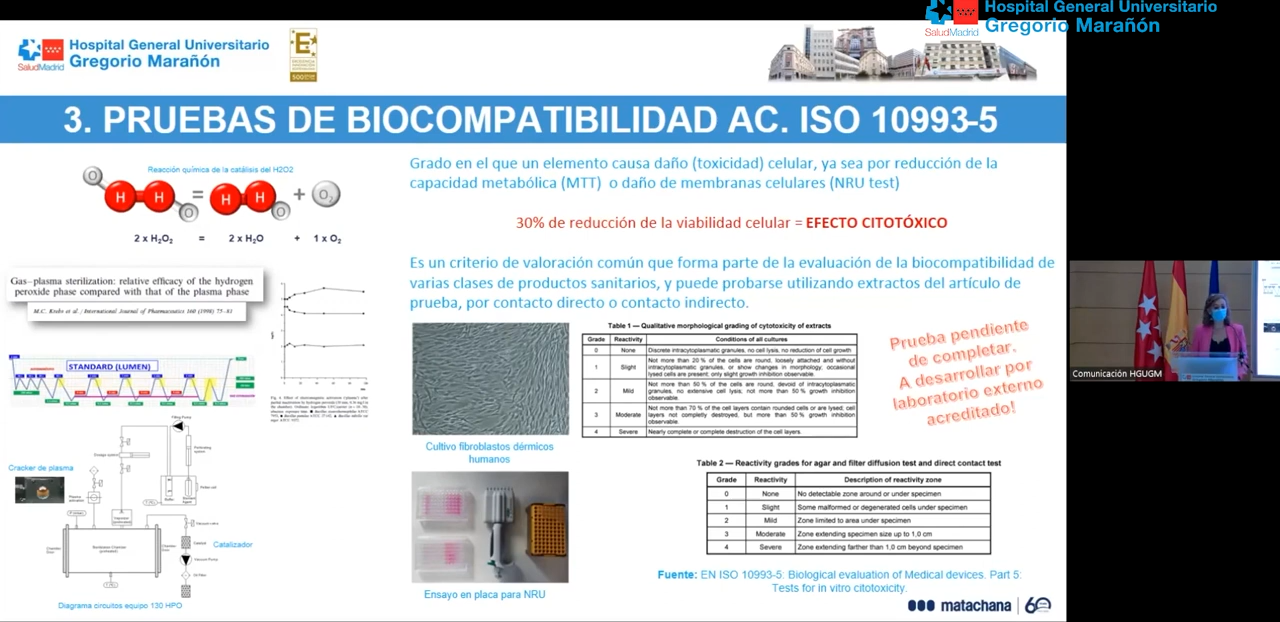 Hospital General Universitario
Gregorio Marañón
SaludMadrid
Hospital General Universitario
Gregorio Marañón
SaludMadrid
E
500
3. PRUEBAS DE BIOCOMPATIBILIDAD AC. ISO 10993-5
Reacción química de la catálisis del H2O2
O H H O = H H O + O₂
2 x H₂O₂ = 2 x H₂O + 1 x O₂
Gas–plasma sterilization: relative efficacy of the hydrogen
peroxide phase compared with that of the plasma phase
M.C. Krebs et al. / International Journal of Pharmaceutics 160 (1998) 75–81
STANDARD (LUMEN)
Cracker de plasma
Catalizador
Diagrama circuitos equipo 130 HPO
Grado en el que un elemento causa daño (toxicidad) celular, ya sea por reducción de la
capacidad metabólica (MTT) o daño de membranas celulares (NRU test)
30% de reducción de la viabilidad celular = EFECTO CITOTÓXICO
Es un criterio de valoración común que forma parte de la evaluación de la biocompatibilidad de
varias clases de productos sanitarios, y puede probarse utilizando extractos del artículo de
prueba, por contacto directo o contacto indirecto.
Cultivo fibroblastos dérmicos
humanos
Ensayo en placa para NRU
Table 1 — Qualitative morphological grading of cytotoxicity of extracts
Grade Reactivity Conditions of all cultures
0 None Discrete intracytoplasmatic granules, no cell lysis, no reduction of cell growth
1 Slight Not more than 20 % of the cells are round, loosely attached and without
intracytoplasmatic granules, or show changes in morphology; occasional
lysed cells are present; only slight growth inhibition observable.
2 Mild Not more than 50 % of the cells are round, devoid of intracytoplasmatic
granules, no extensive cell lysis; not more than 50 % growth inhibition
observable.
3 Moderate Not more than 70 % of the cell layers contain rounded cells or are lysed; cell
layers not completly destroyed, but more than 50 % growth inhibition
observable.
4 Severe Nearly complete or complete destruction of the cell layers.
Prueba pendiente
de completar.
A desarrollar por
laboratorio externo
acreditado!
Table 2 — Reactivity grades for agar and filter diffusion test and direct contact test
Grade Reactivity Description of reactivity zone
0 None No detectable zone around or under specimen
1 Slight Some malformed or degenerated cells under specimen
2 Mild Zone limited to area under specimen
3 Moderate Zone extending specimen size up to 1,0 cm
4 Severe Zone extending farther than 1,0 cm beyond specimen
Fuente: EN ISO 10993-5: Biological evaluation of Medical devices. Part 5:
Tests for in vitro citotoxicity.
matachana 60
Comunicación HGUGM